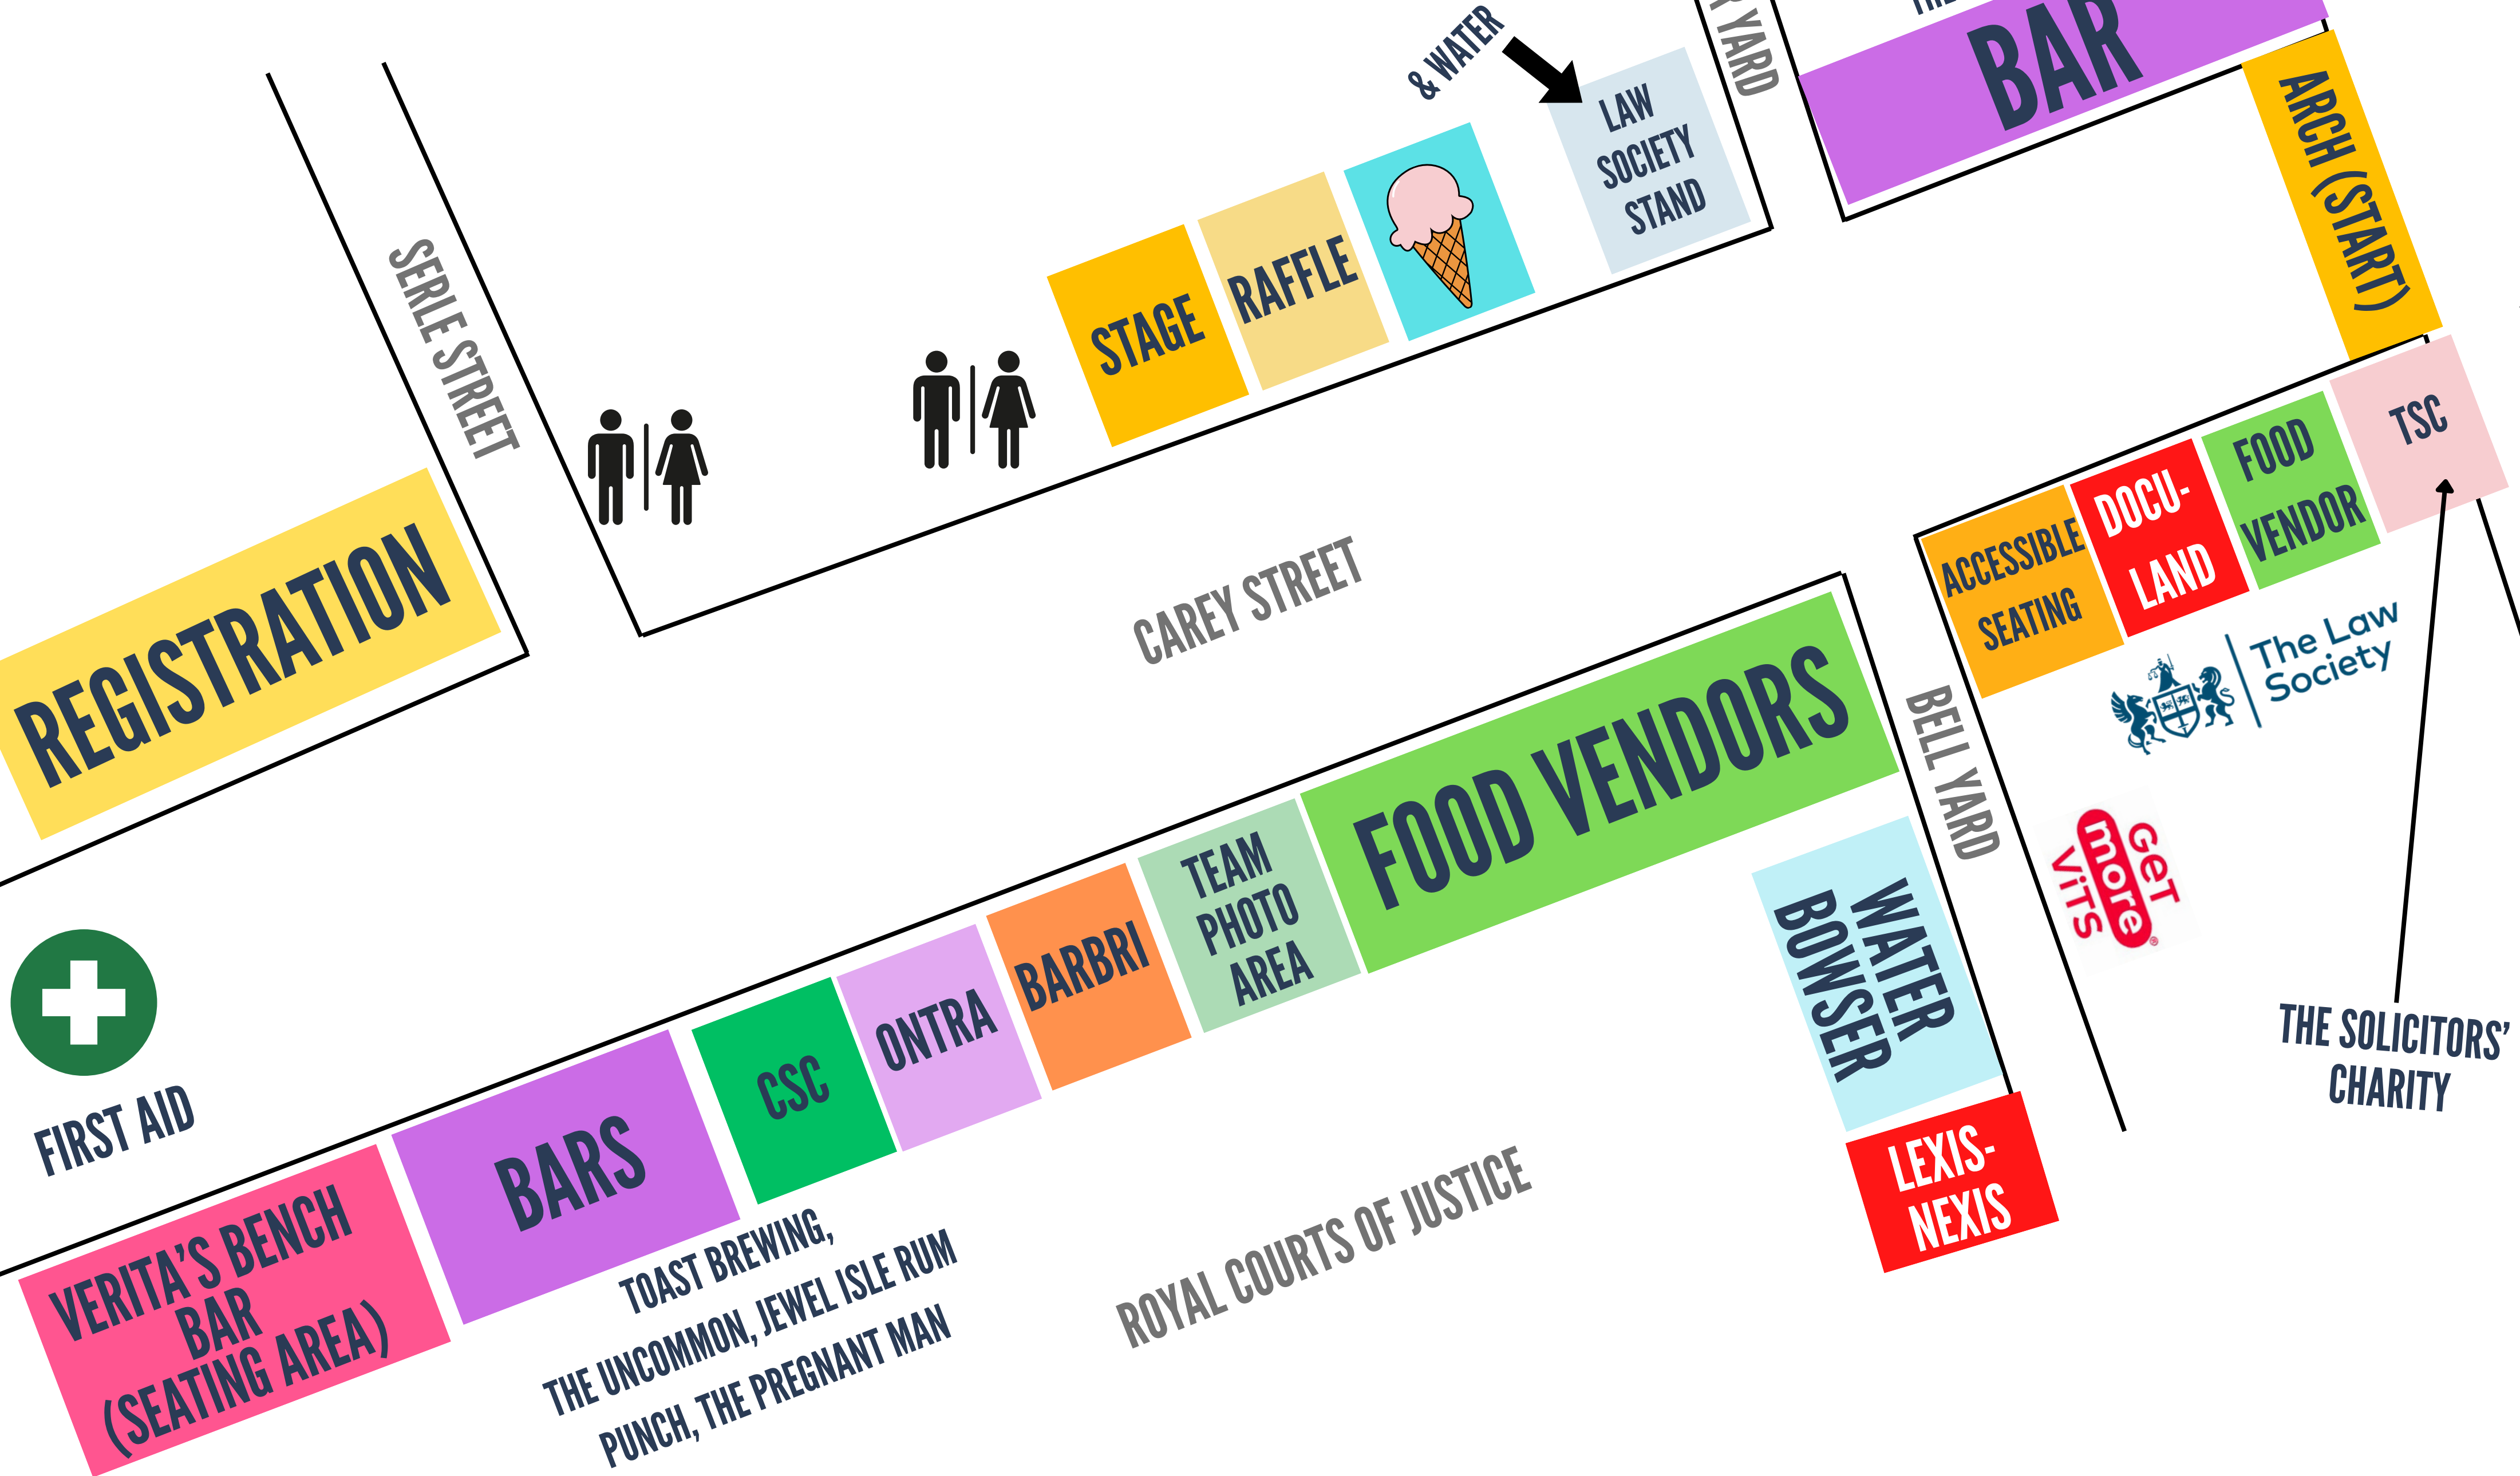 & WATER
LAW
SOCIETY
STAND
YARD
BAR
ARCH (START)
SERLE STREET
STAGE
RAFFLE
REGISTRATION
CAREY STREET
ACCESSIBLE
SEATING
DOCU-
LAND
FOOD
VENDOR
TSC
The Law
Society
BELL YARD
GeT
more
ViTS
®
FOOD VENDORS
TEAM
PHOTO
AREA
WATER
BOWSER
BARBRI
ONTRA
CSC
BARS
FIRST AID
VERITA'S BENCH
BAR
(SEATING AREA)
TOAST BREWING,
THE UNCOMMON, JEWEL ISLE RUM
PUNCH, THE PREGNANT MAN
ROYAL COURTS OF JUSTICE
LEXIS-
NEXIS
THE SOLICITORS'
CHARITY